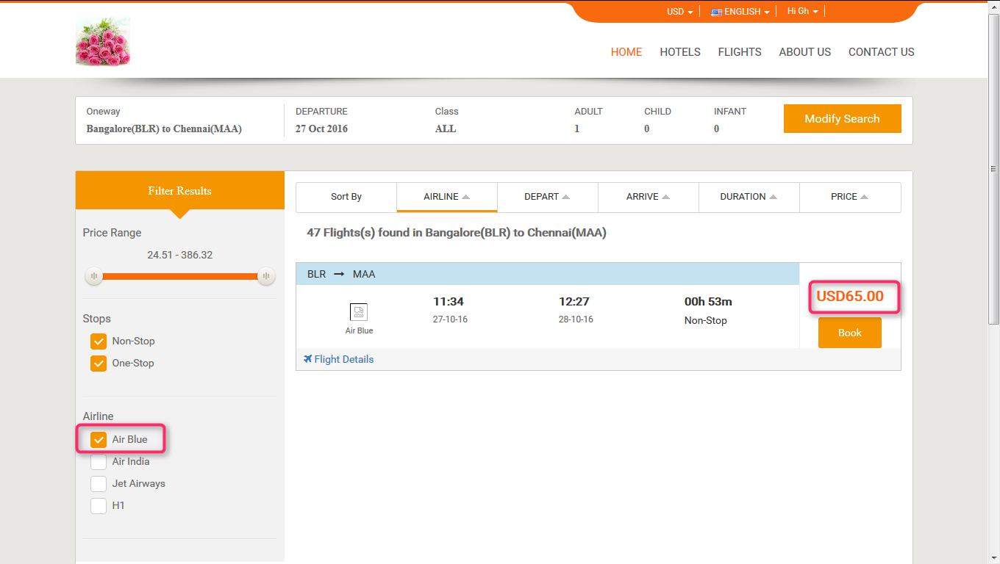 USD ENGLISH Hi Gh
HOME HOTELS FLIGHTS ABOUT US CONTACT US
Oneway DEPARTURE Class ADULT CHILD INFANT
Bangalore(BLR) to Chennai(MAA) 27 Oct 2016 ALL 1 0 0
Modify Search
Filter Results
Price Range
24.51 - 386.32
Stops
Non-Stop
One-Stop
Airline
Air Blue
Air India
Jet Airways
H1
Sort By AIRLINE DEPART ARRIVE DURATION PRICE
47 Flights(s) found in Bangalore(BLR) to Chennai(MAA)
BLR → MAA
11:34 12:27 00h 53m
27-10-16 28-10-16 Non-Stop
Air Blue
USD65.00
Book
Flight Details